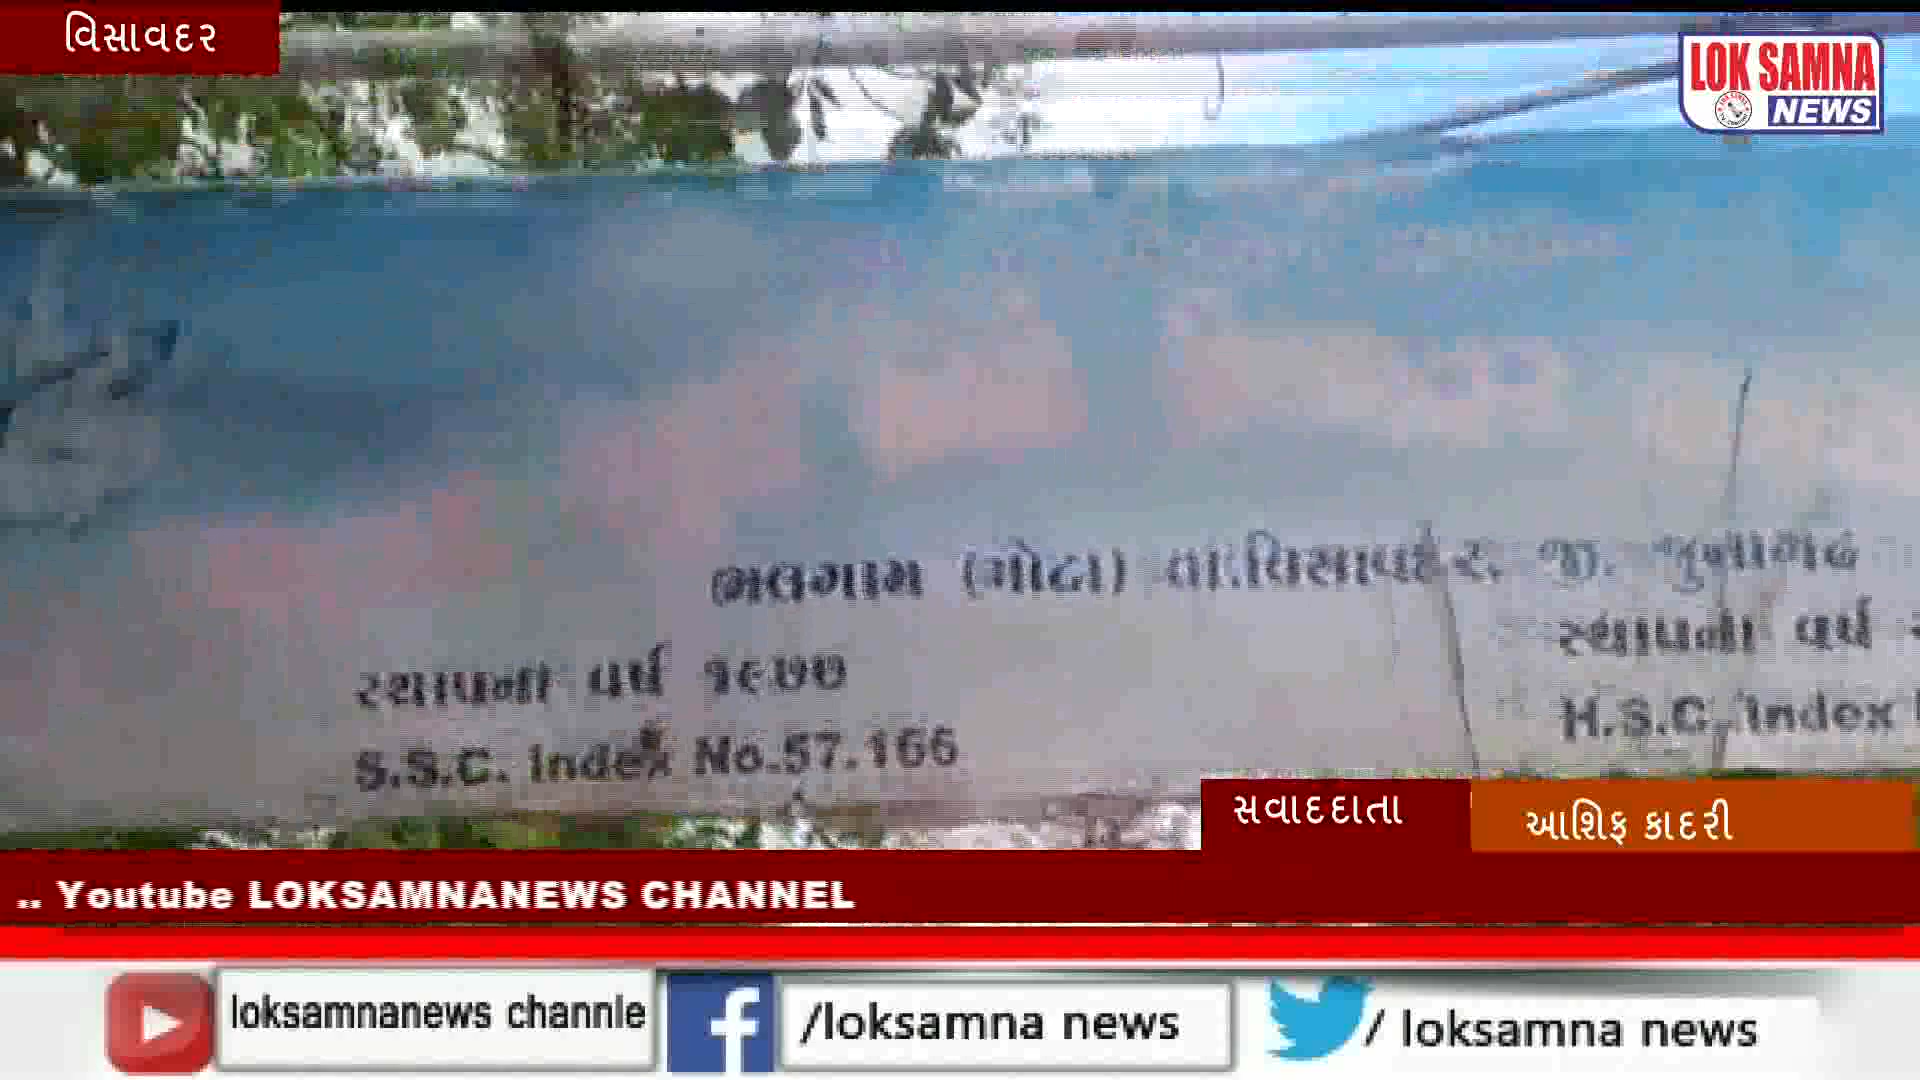 વિસાવદર
LOK SAMNA
NEWS
ભલગામ (મોટા) તા.વિસાવદર. જી. જુનાગઢ
સ્થાપના વર્ષ ૧૯૭૭
સ્થાપના વર્ષ
S.S.C. Index No.57.166
H.S.C. Index
સવાદદાતા
આશિફ કાદરી
.. Youtube LOKSAMNANEWS CHANNEL
loksamnanews channle
/loksamna news
/ loksamna news